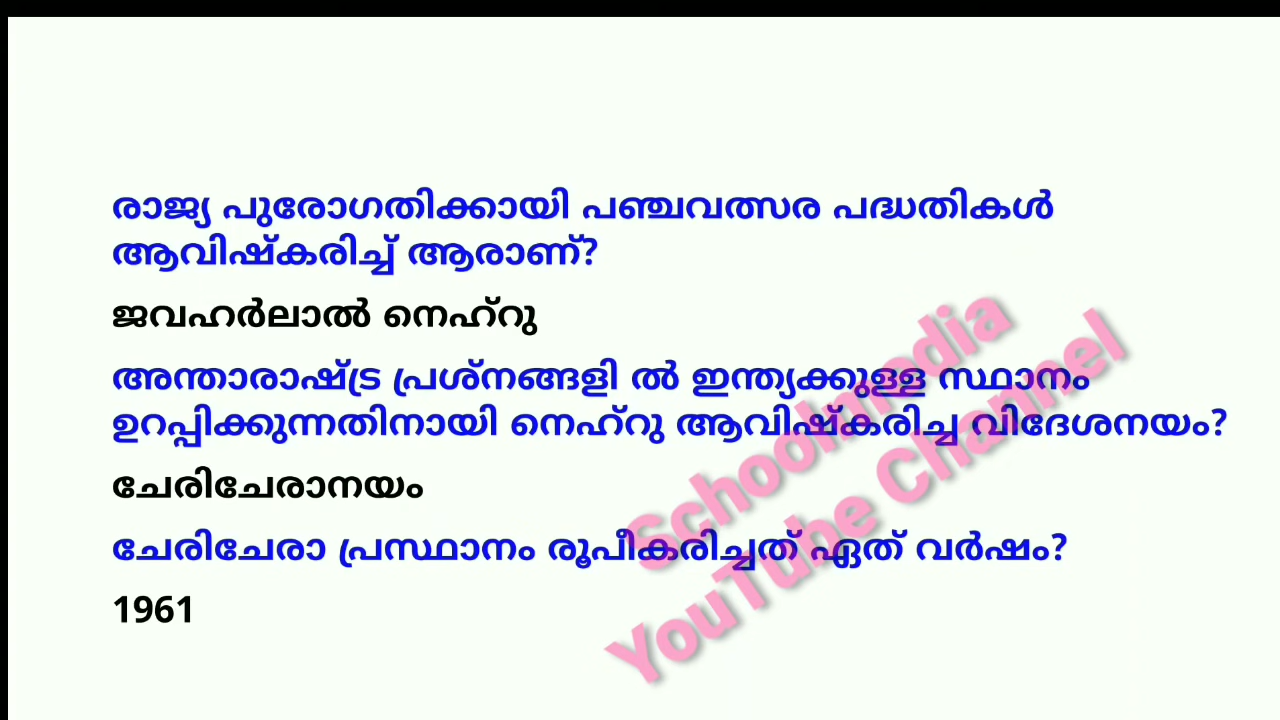 രാജ്യ പുരോഗതിക്കായി പഞ്ചവത്സര പദ്ധതികൾ
ആവിഷ്കരിച്ച് ആരാണ്?
ജവഹർലാൽ നെഹ്റു
അന്താരാഷ്ട്ര പ്രശ്നങ്ങളി ൽ ഇന്ത്യക്കുള്ള സ്ഥാനം
ഉറപ്പിക്കുന്നതിനായി നെഹ്റു ആവിഷ്കരിച്ച വിദേശനയം?
ചേരിചേരാനയം
ചേരിചേരാ പ്രസ്ഥാനം രൂപീകരിച്ചത് ഏത് വർഷം?
1961
Schoolmedia
YouTube Channel